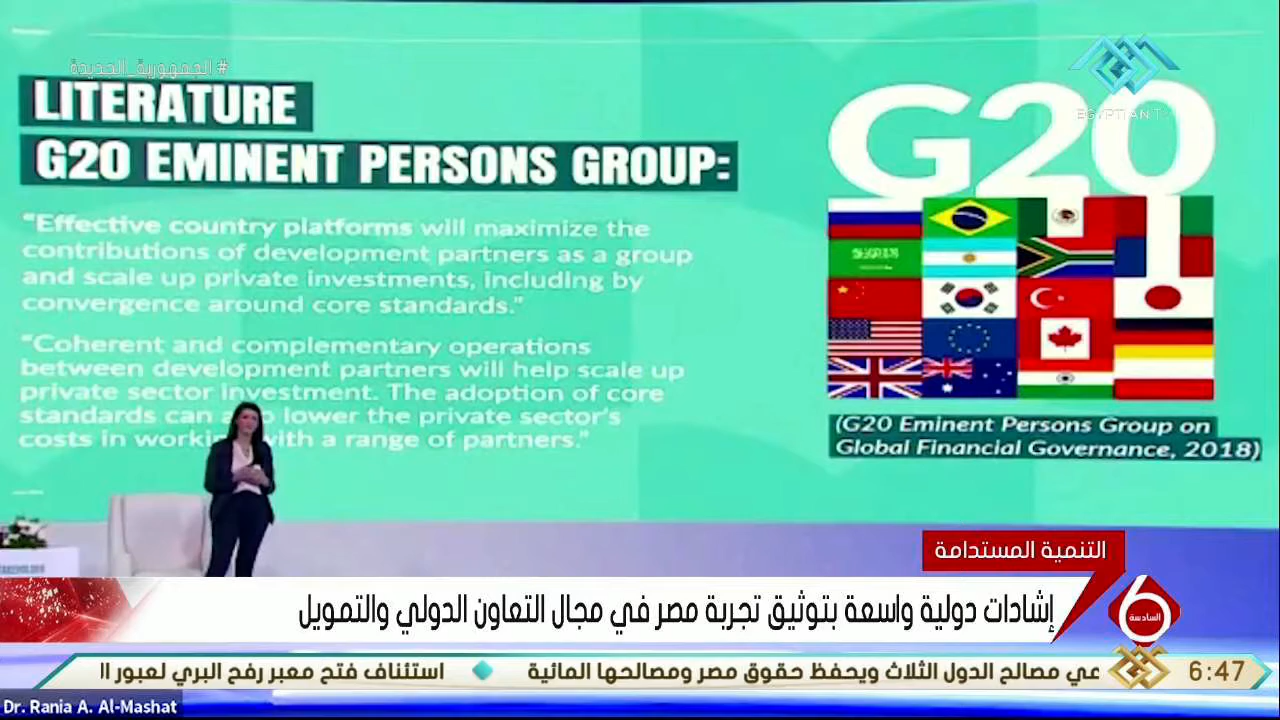 #الجمهورية_الجديدة
LITERATURE
G20 EMINENT PERSONS GROUP:
"Effective country platforms will maximize the
contributions of development partners as a group
and scale up private investments, including by
convergence around core standards."
"Coherent and complementary operations
between development partners will help scale up
private sector investment. The adoption of core
standards can also lower the private sector's
costs in working with a range of partners."
G20
EGYPTIAN TV
(G20 Eminent Persons Group on
Global Financial Governance, 2018)
التنمية المستدامة
إشادات دولية واسعة بتوثيق تجربة مصر في مجال التعاون الدولي والتمويل
السادسة
6:47
عي مصالح الدول الثلاث ويحفظ حقوق مصر ومصالحها المائية
استئناف فتح معبر رفح البري لعبور ال
Dr. Rania A. Al-Mashat